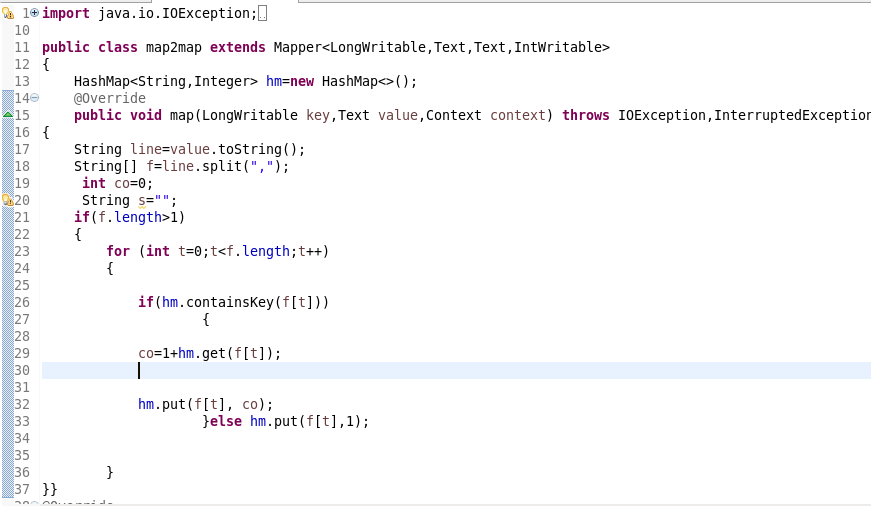 1 import java.io.IOException;
10
11 public class map2map extends Mapper<LongWritable,Text,Text,IntWritable>
12 {
13 HashMap<String,Integer> hm=new HashMap<>();
14 @Override
15 public void map(LongWritable key,Text value,Context context) throws IOException,InterruptedException
16 {
17 String line=value.toString();
18 String[] f=line.split(",");
19 int co=0;
20 String s="";
21 if(f.length>1)
22 {
23 for (int t=0;t<f.length;t++)
24 {
25
26 if(hm.containsKey(f[t]))
27 {
28
29 co=1+hm.get(f[t]);
30
31
32 hm.put(f[t], co);
33 }else hm.put(f[t],1);
34
35
36 }
37 }}